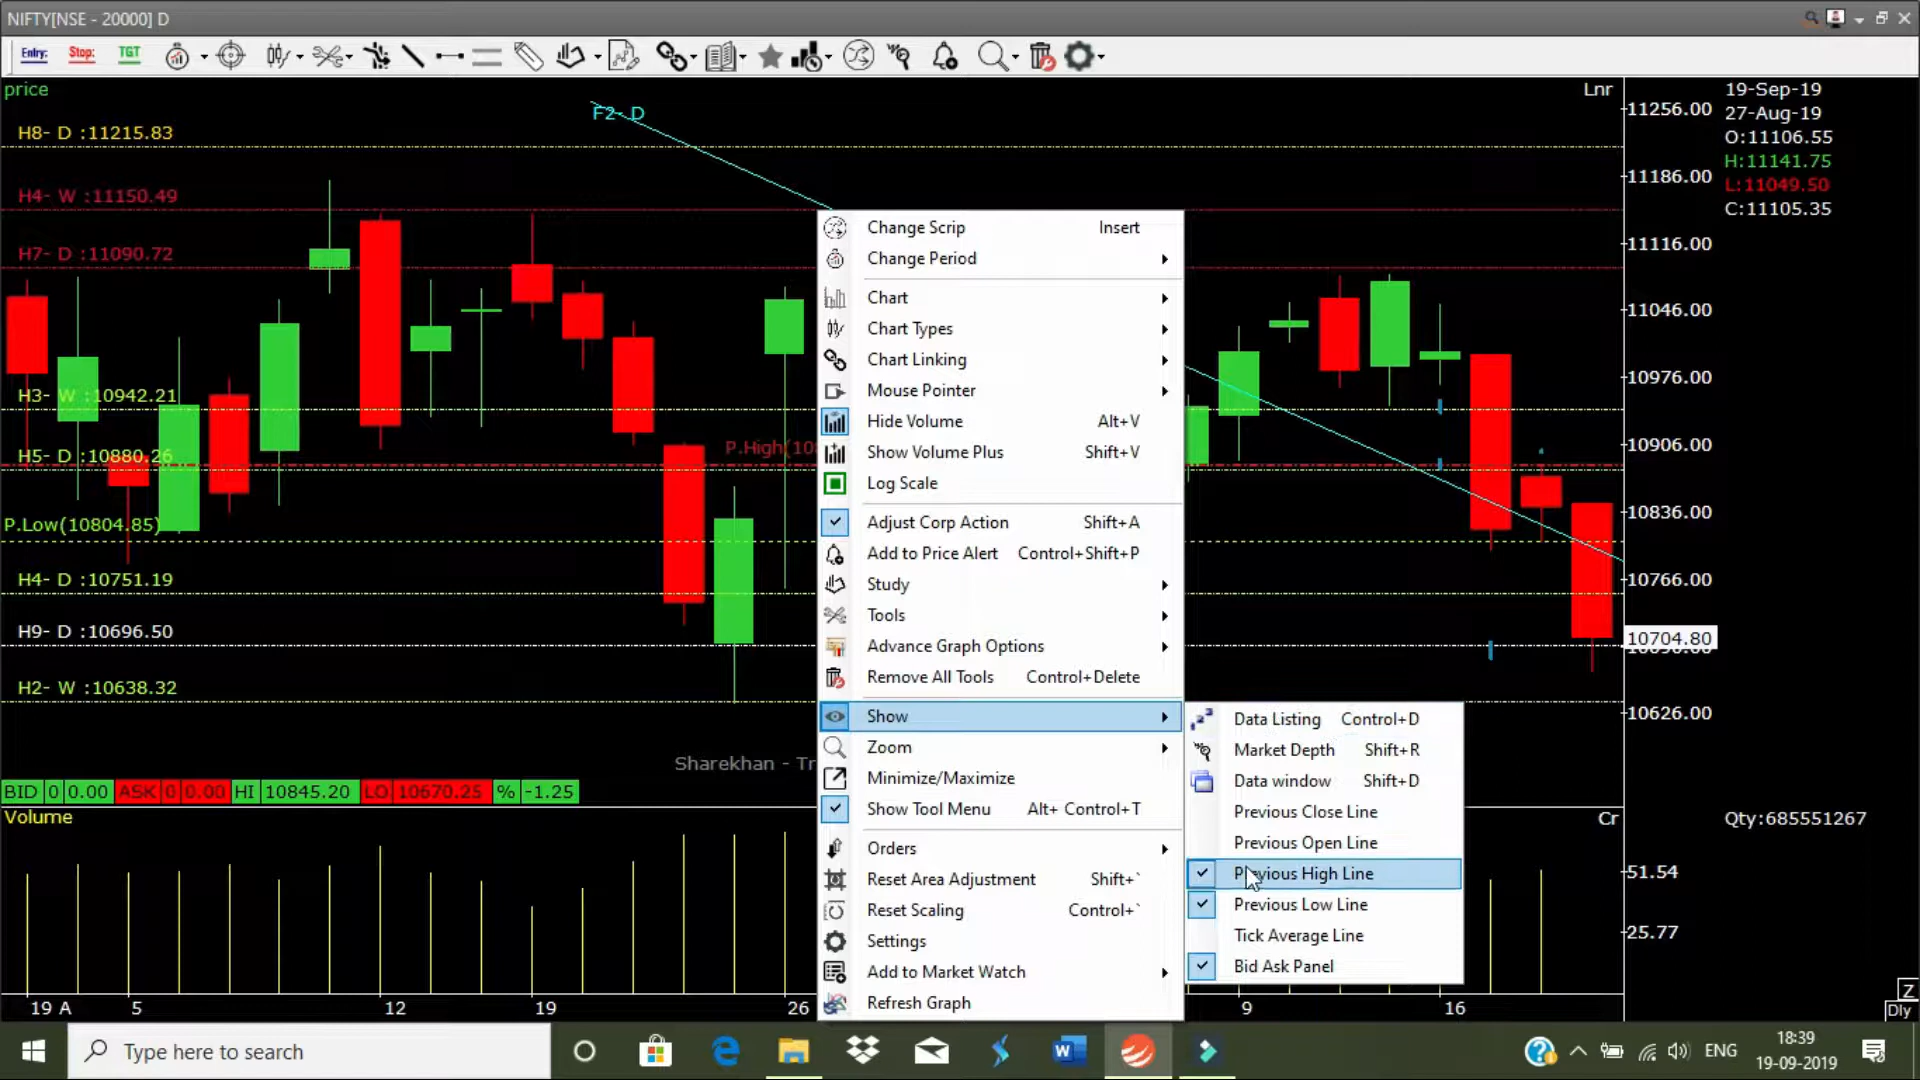 NIFTY[NSE - 20000] D
Entry: Stop: TGT
price
Lnr
F2- D
H8- D :11215.83
H4- W :11150.49
H7- D :11090.72
H3- W :10942.21
P.High(10
H5- D :10880.26
P.Low(10804.85)
H4- D :10751.19
H9- D :10696.50
H2- W :10638.32
Sharekhan - Tr
BID 0 0.00 ASK 0 0.00 HI 10845.20 LO 10670.25 % -1.25
Volume
Cr
19 A 5 12 19 26 9 16
11256.00
11186.00
11116.00
11046.00
10976.00
10906.00
10836.00
10766.00
10704.80
10626.00
51.54
25.77
19-Sep-19
27-Aug-19
O:11106.55
H:11141.75
L:11049.50
C:11105.35
Qty:685551267
Z
Dly
Change Scrip Insert
Change Period
Chart
Chart Types
Chart Linking
Mouse Pointer
Hide Volume Alt+V
Show Volume Plus Shift+V
Log Scale
Adjust Corp Action Shift+A
Add to Price Alert Control+Shift+P
Study
Tools
Advance Graph Options
Remove All Tools Control+Delete
Show
Zoom
Minimize/Maximize
Show Tool Menu Alt+ Control+T
Orders
Reset Area Adjustment Shift+`
Reset Scaling Control+`
Settings
Add to Market Watch
Refresh Graph
Data Listing Control+D
Market Depth Shift+R
Data window Shift+D
Previous Close Line
Previous Open Line
Previous High Line
Previous Low Line
Tick Average Line
Bid Ask Panel
Type here to search
ENG
18:39
19-09-2019